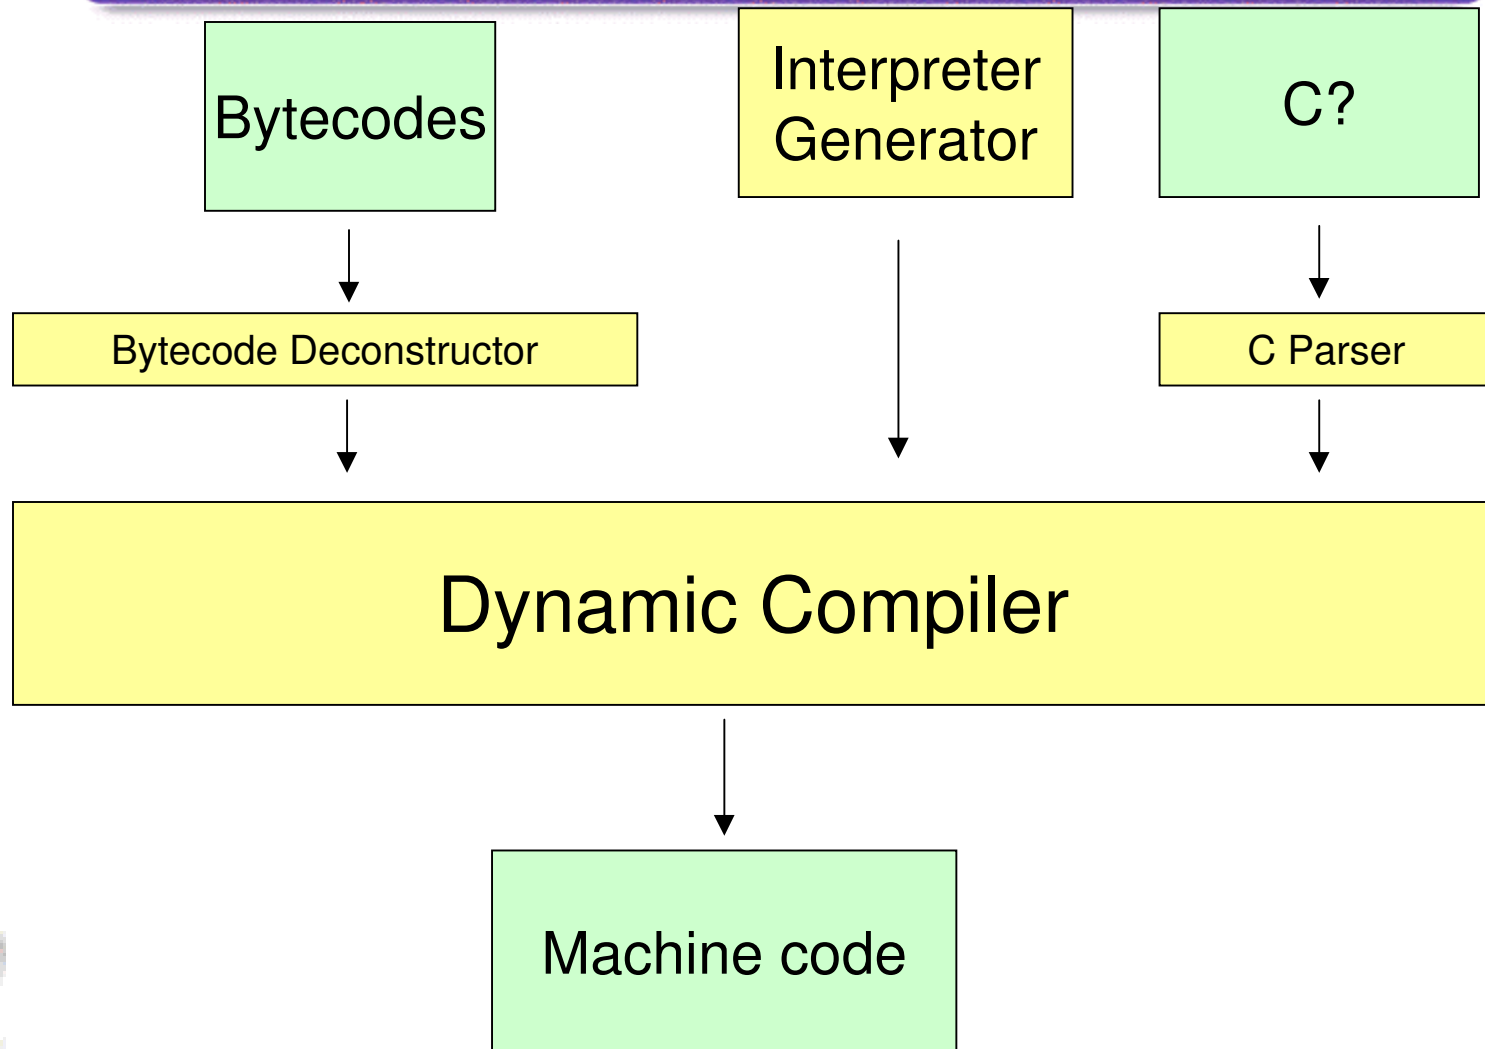 Bytecodes
Interpreter
Generator
C?
Bytecode Deconstructor
C Parser
Dynamic Compiler
Machine code